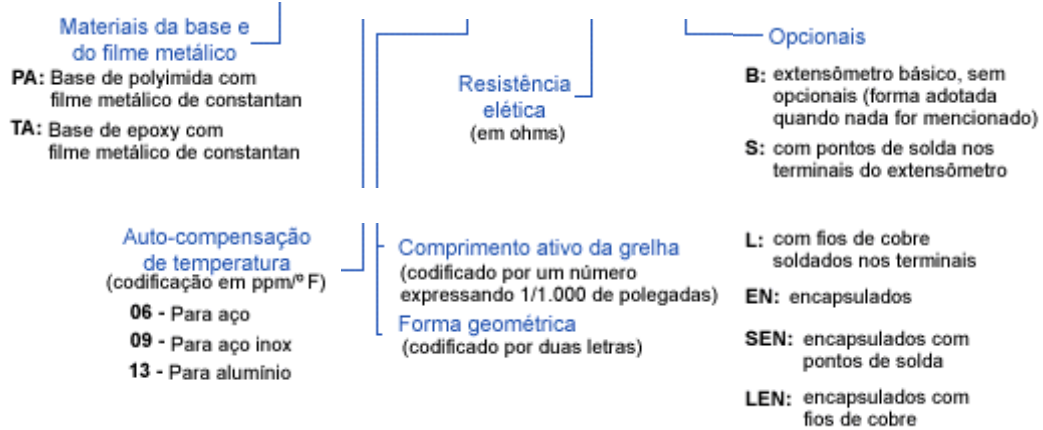 Materiais da base e
do filme metálico
PA: Base de polyimida com
filme metálico de constantan
TA: Base de epoxy com
filme metálico de constantan
Auto-compensação
de temperatura
(codificação em ppm/º F)
06 - Para aço
09 - Para aço inox
13 - Para alumínio
Comprimento ativo da grelha
(codificado por um número
expressando 1/1.000 de polegadas)
Forma geométrica
(codificado por duas letras)
Resistência
elética
(em ohms)
Opcionais
B: extensômetro básico, sem
opcionais (forma adotada
quando nada for mencionado)
S: com pontos de solda nos
terminais do extensômetro
L: com fios de cobre
soldados nos terminais
EN: encapsulados
SEN: encapsulados com
pontos de solda
LEN: encapsulados com
fios de cobre